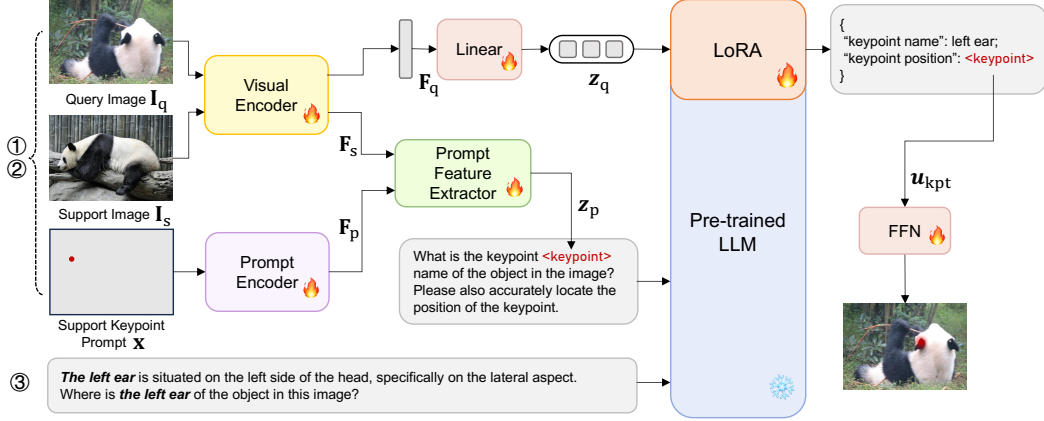 ①
②
Query Image I_q
Support Image I_s
Support Keypoint
Prompt x
Visual
Encoder
Prompt
Encoder
F_q
F_s
F_p
Linear
z_q
Prompt
Feature
Extractor
z_p
What is the keypoint <keypoint>
name of the object in the image?
Please also accurately locate the
position of the keypoint.
LoRA
Pre-trained
LLM
{
“keypoint name”: left ear;
“keypoint position”: <keypoint>
}
u_kpt
FFN
③
The left ear is situated on the left side of the head, specifically on the lateral aspect.
Where is the left ear of the object in this image?